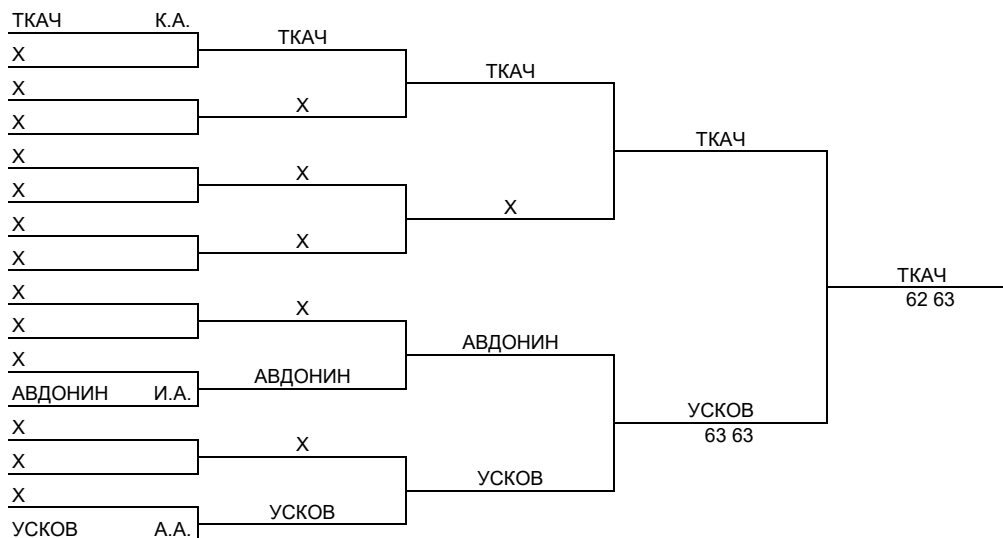 ТКАЧ К.А.
X
X
X
X
X
X
X
X
X
X
АВДОНИН И.А.
X
X
X
УСКОВ А.А.
ТКАЧ
X
X
X
X
АВДОНИН
X
УСКОВ
ТКАЧ
X
АВДОНИН
УСКОВ
ТКАЧ
УСКОВ
63 63
ТКАЧ
62 63